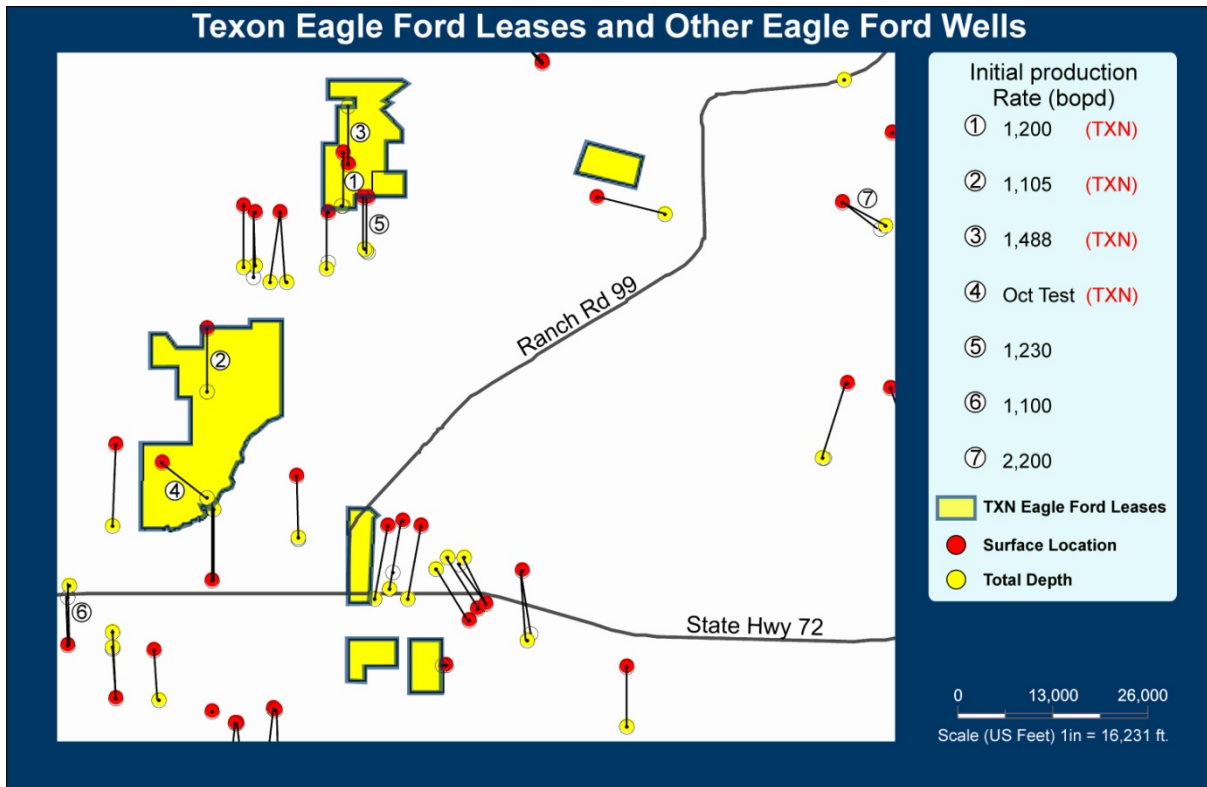 Texon Eagle Ford Leases and Other Eagle Ford Wells
Initial production
Rate (bopd)
① 1,200 (TXN)
② 1,105 (TXN)
③ 1,488 (TXN)
④ Oct Test (TXN)
⑤ 1,230
⑥ 1,100
⑦ 2,200
TXN Eagle Ford Leases
Surface Location
Total Depth
0 13,000 26,000
Scale (US Feet) 1in = 16,231 ft.
③
①
⑤
⑦
Ranch Rd 99
②
④
⑥
State Hwy 72